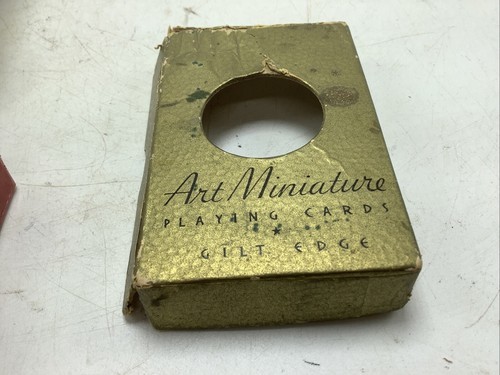 Art Miniature
PLAYING CARDS
GILT EDGE